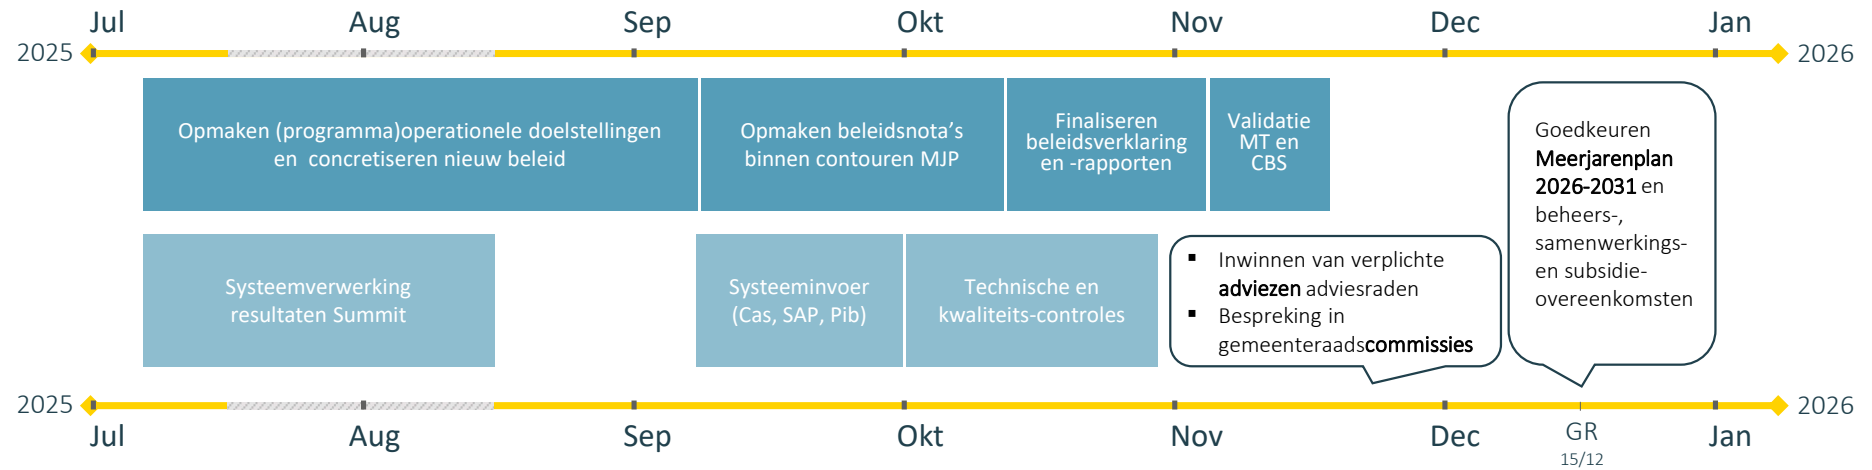 Jul Aug Sep Okt Nov Dec Jan
2025 2026
Opmaken (programma)operationele doelstellingen
en concretiseren nieuw beleid
Opmaken beleidsnota’s
binnen contouren MJP
Finaliseren
beleidsverklaring
en -rapporten
Validatie
MT en
CBS
Goedkeuren
Meerjarenplan
2026-2031 en
beheers-,
samenwerkings-
en subsidie-
overeenkomsten
Systeemverwerking
resultaten Summit
Systeeminvoer
(Cas, SAP, Pib)
Technische en
kwaliteits-controles
▪ Inwinnen van verplichte
adviezen adviesraden
▪ Bespreking in
gemeenteraadscommissies
2025 2026
Jul Aug Sep Okt Nov Dec GR Jan
15/12